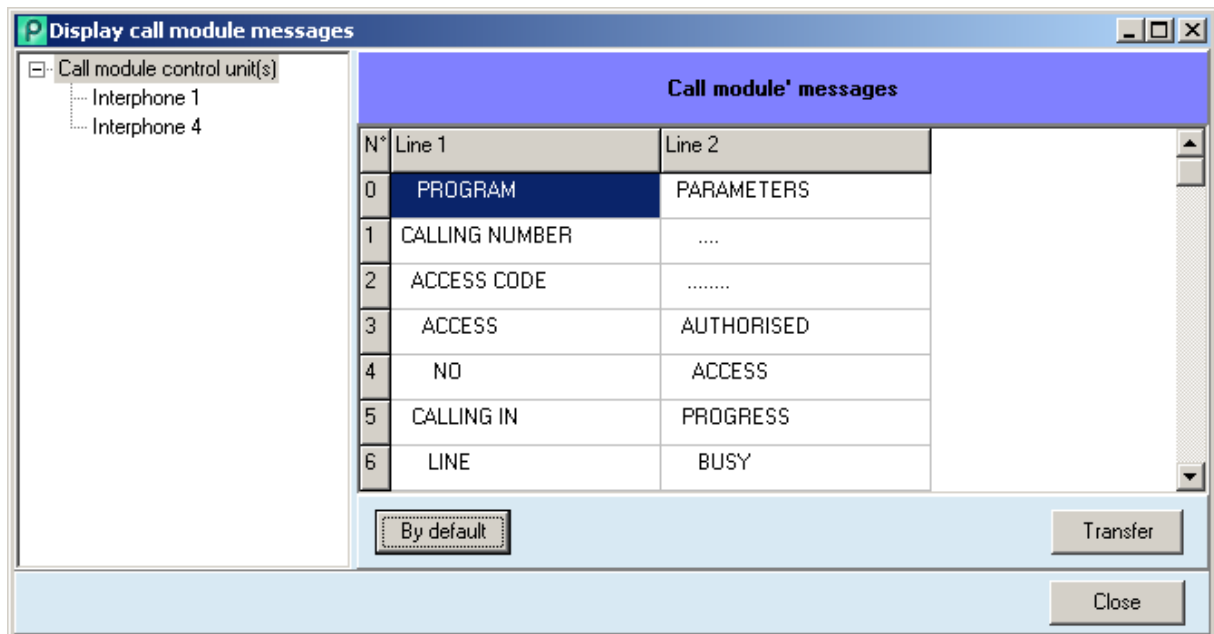 P Display call module messages
Call module control unit(s)
Interphone 1
Interphone 4
Call module' messages
N° Line 1 Line 2
0 PROGRAM PARAMETERS
1 CALLING NUMBER ....
2 ACCESS CODE ........
3 ACCESS AUTHORISED
4 NO ACCESS
5 CALLING IN PROGRESS
6 LINE BUSY
By default Transfer
Close